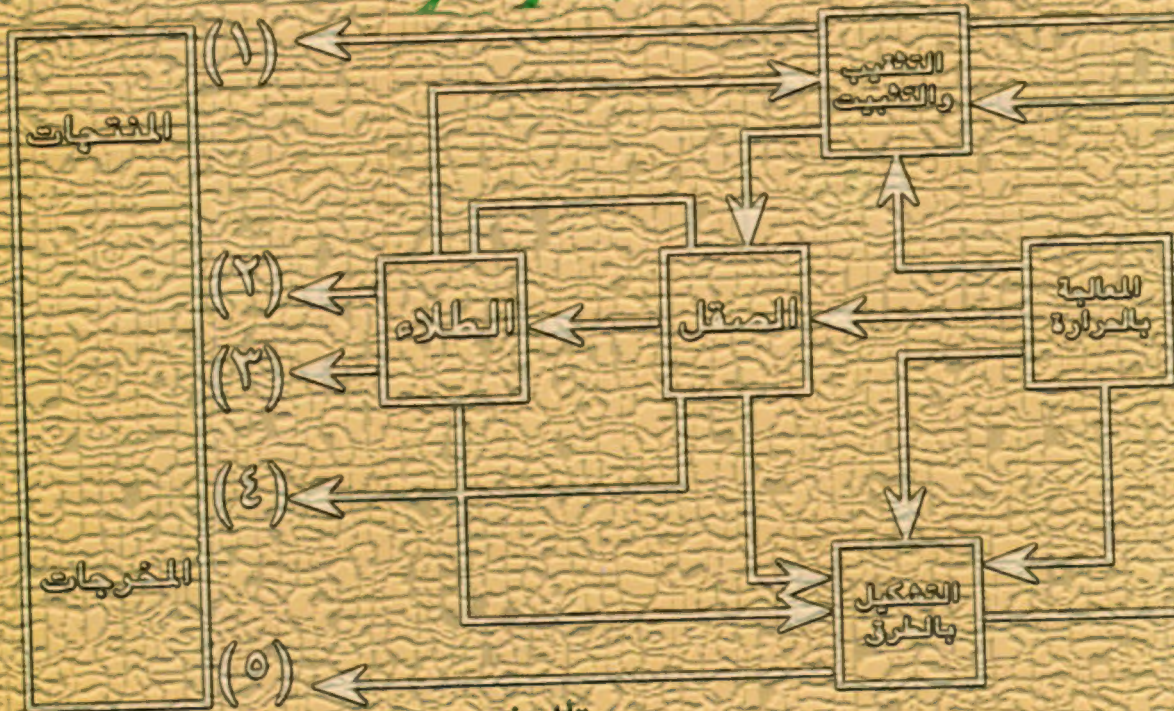 (١)
التثقيب
والتثبيت
المنتجات
(٢)
المعالجة
بالحرارة
الصقل
الطلاء
(٣)
(٤)
المخرجات
التشكيل
بالطرق
(٥)